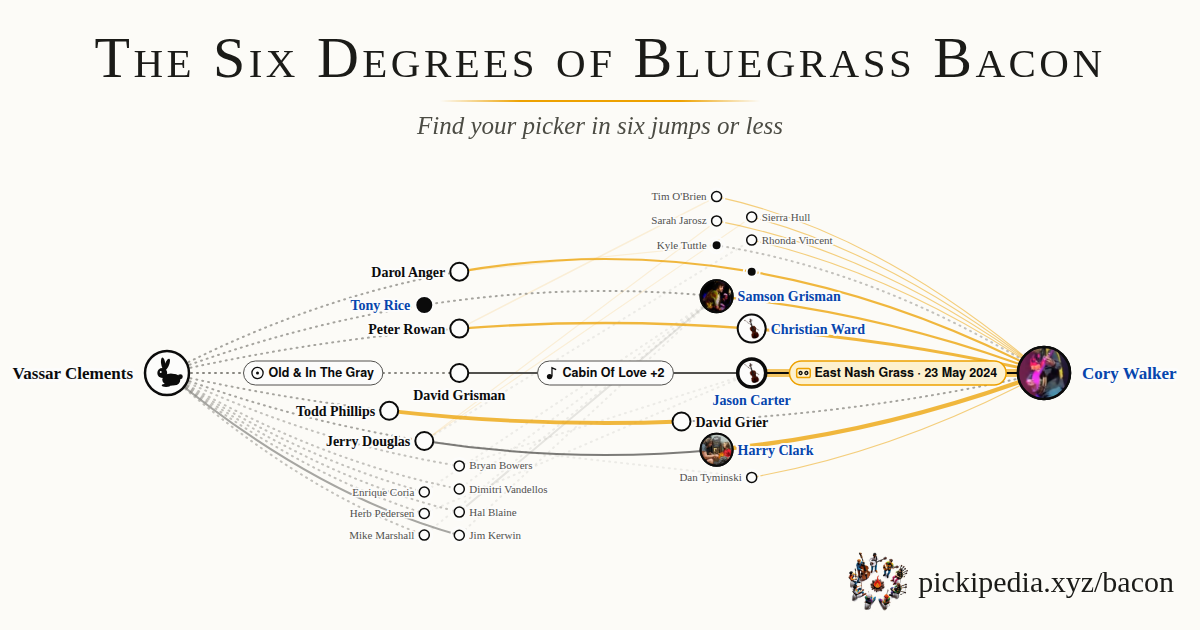 The Six Degrees of Bluegrass Bacon
Find your picker in six jumps or less
Tim O'Brien
Sarah Jarosz
Sierra Hull
Kyle Tuttle
Rhonda Vincent
Darol Anger
Tony Rice
Samson Grisman
Peter Rowan
Christian Ward
Vassar Clements
Old & In The Gray
David Grisman
Cabin Of Love +2
Jason Carter
East Nash Grass · 23 May 2024
Cory Walker
Todd Phillips
David Grier
Jerry Douglas
Harry Clark
Bryan Bowers
Dan Tyminski
Enrique Coria
Dimitri Vandellos
Herb Pedersen
Hal Blaine
Mike Marshall
Jim Kerwin
pickipedia.xyz/bacon